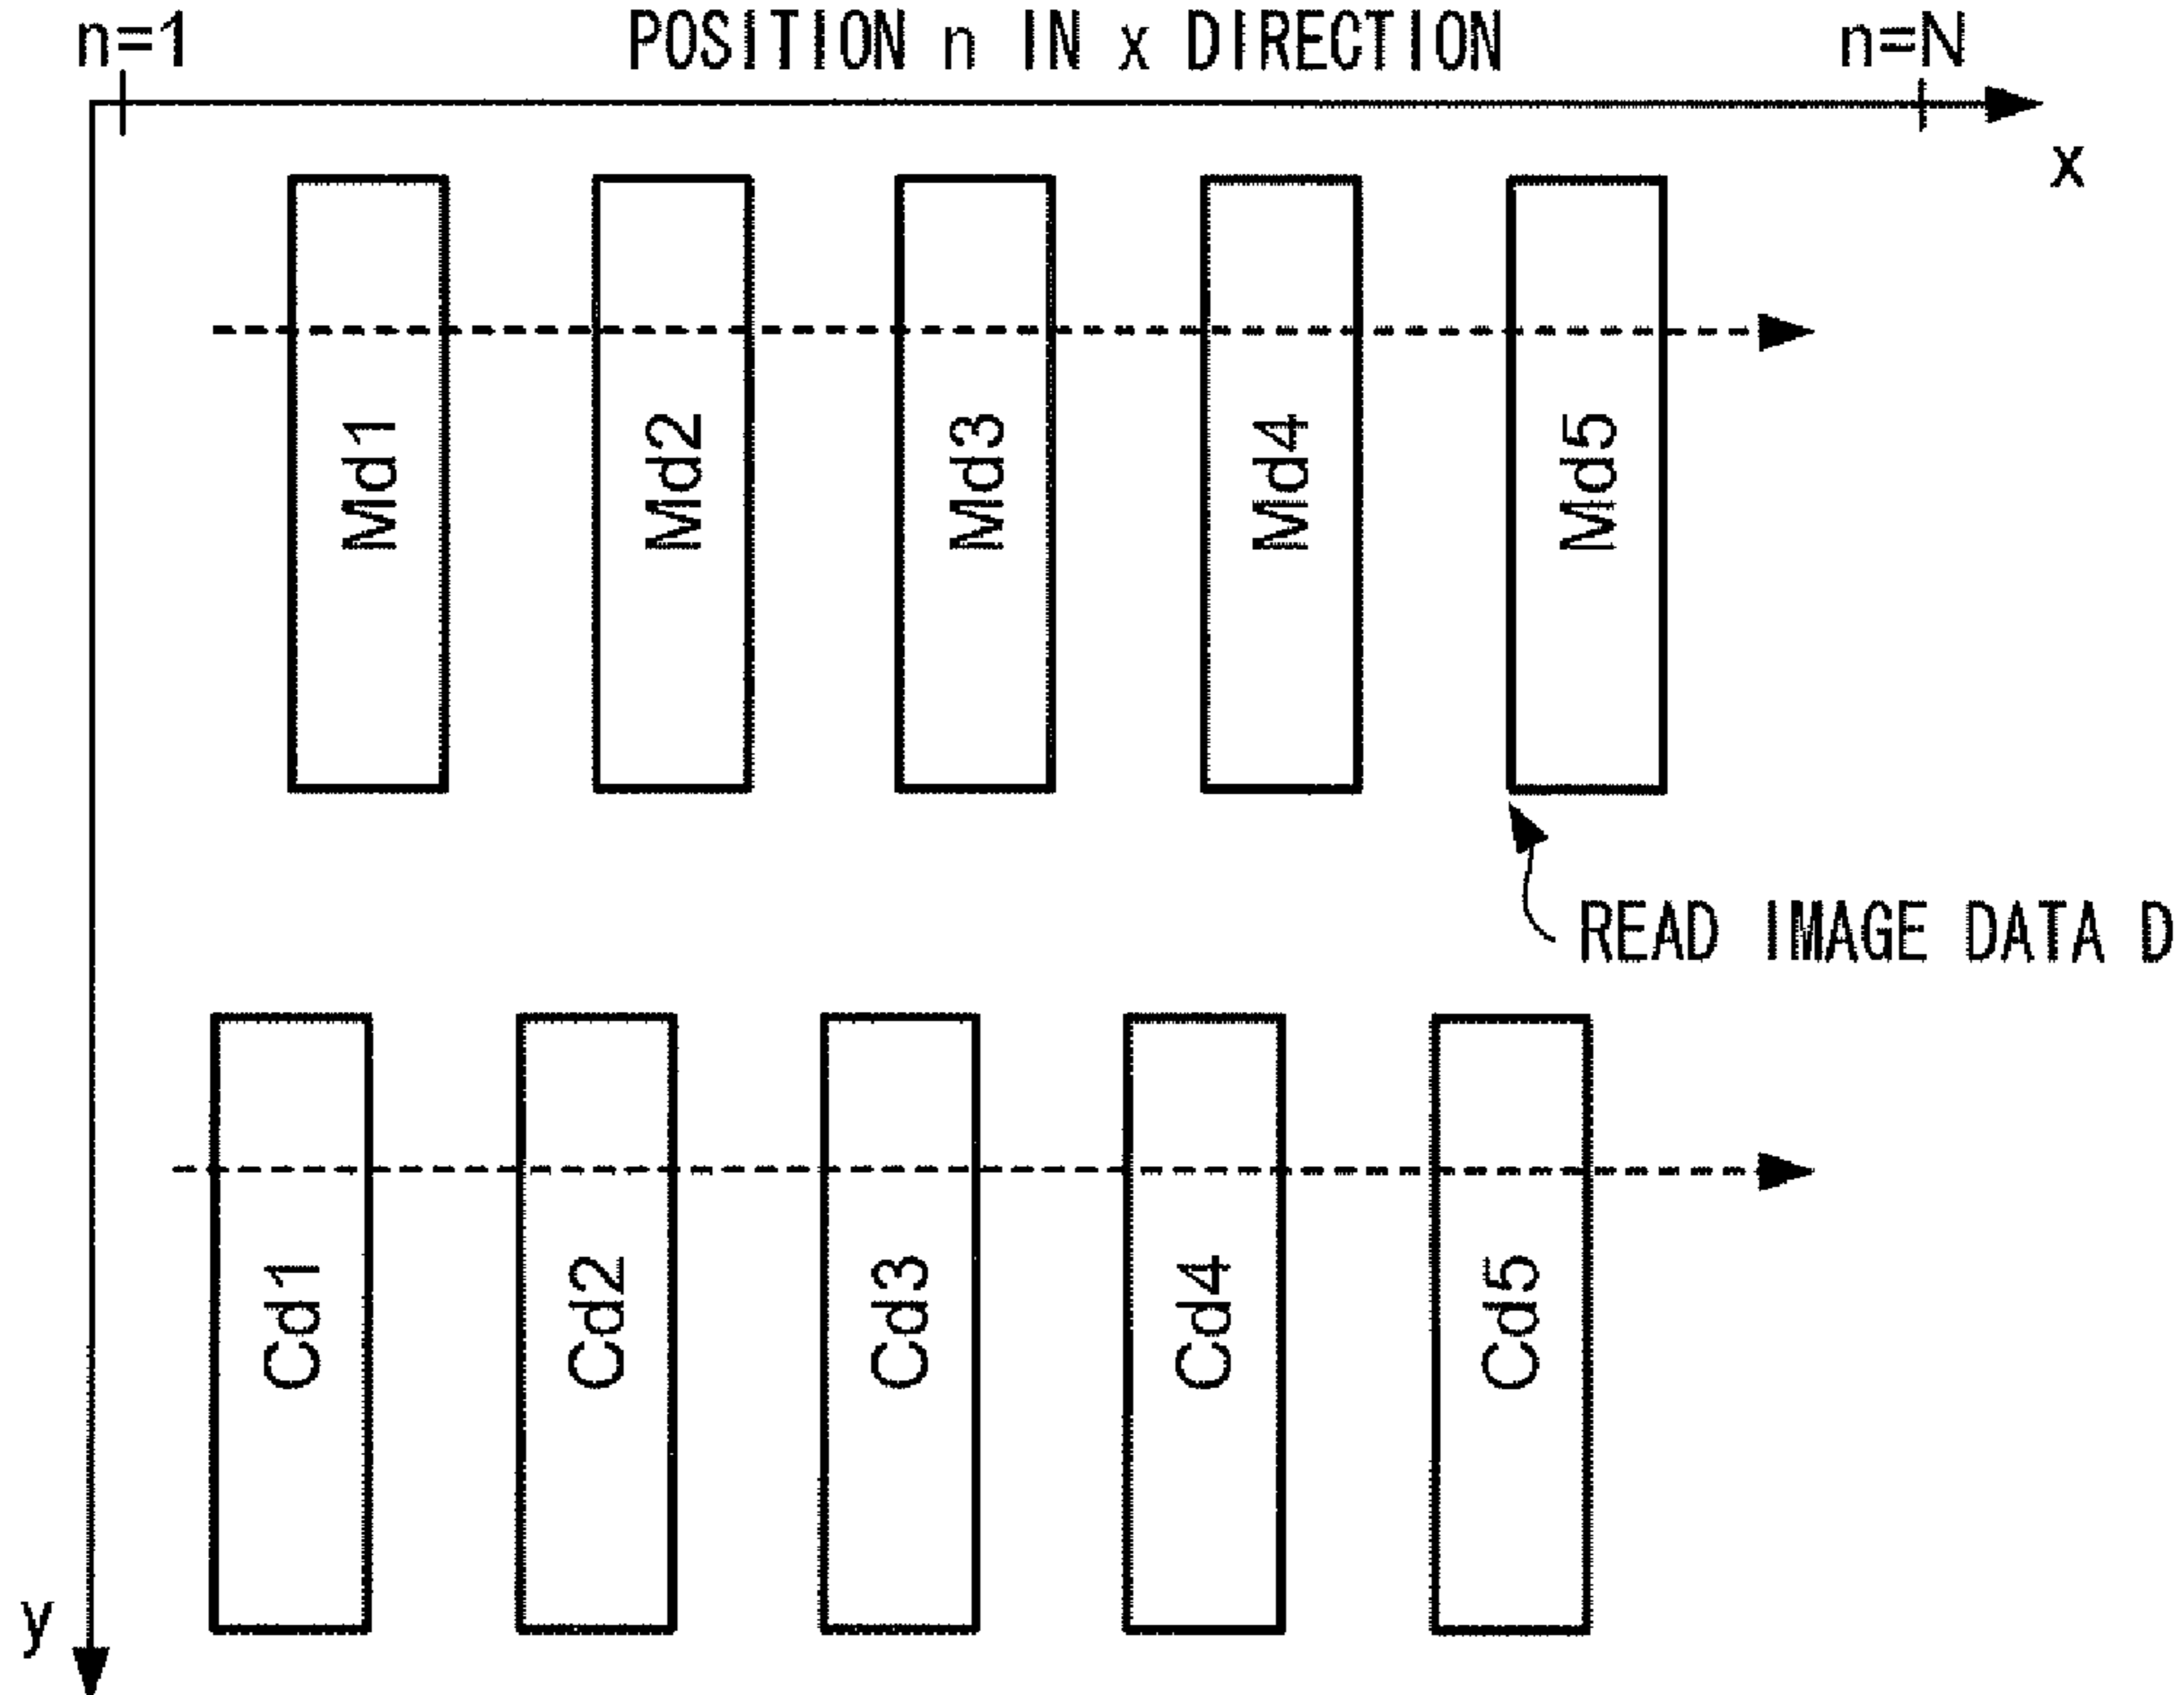 n=1 POSITION n IN x DIRECTION n=N
x
Md1 Md2 Md3 Md4 Md5
READ IMAGE DATA D
Cd1 Cd2 Cd3 Cd4 Cd5
y